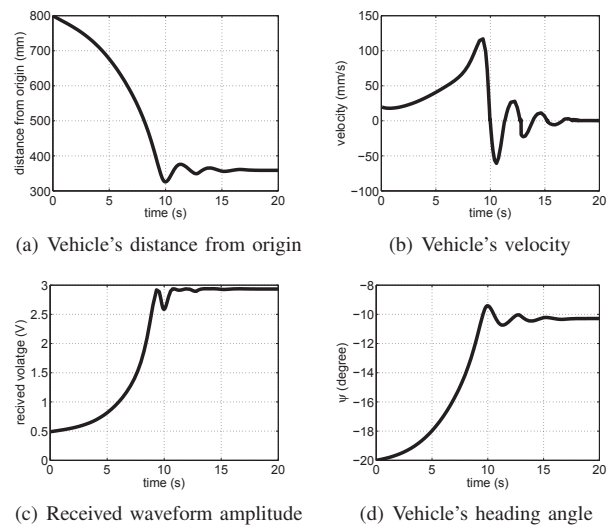 800
700
600
500
400
300
distance from origin (mm)
0 5 10 15 20
time (s)
(a) Vehicle's distance from origin
150
100
50
0
−50
−100
velocity (mm/s)
0 5 10 15 20
time (s)
(b) Vehicle's velocity
3
2.5
2
1.5
1
0.5
0
recived volatge (V)
0 5 10 15 20
time (s)
(c) Received waveform amplitude
−8
−10
−12
−14
−16
−18
−20
ψ (degree)
0 5 10 15 20
time (s)
(d) Vehicle's heading angle